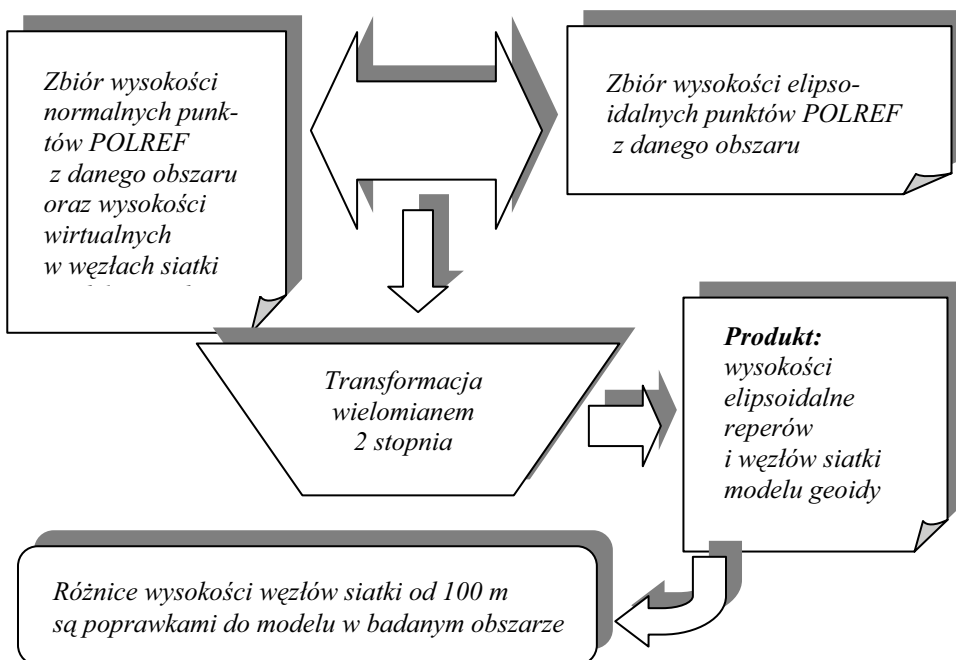 Zbiór wysokości
normalnych punk-
tów POLREF
z danego obszaru
oraz wysokości
wirtualnych
w węzłach siatki
Zbiór wysokości elipso-
idalnych punktów POLREF
z danego obszaru
Transformacja
wielomianem
2 stopnia
Produkt:
wysokości
elipsoidalne
reperów
i węzłów siatki
modelu geoidy
Różnice wysokości węzłów siatki od 100 m
są poprawkami do modelu w badanym obszarze